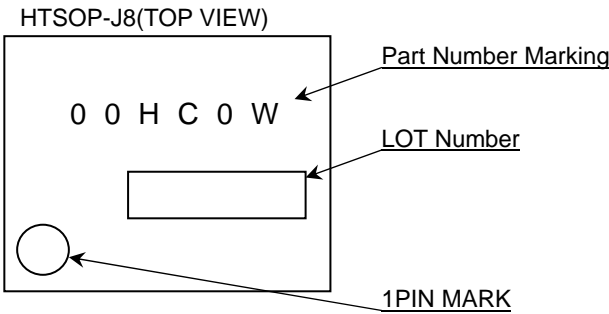 HTSOP-J8(TOP VIEW)
Part Number Marking
0 0 H C 0 W
LOT Number
1PIN MARK